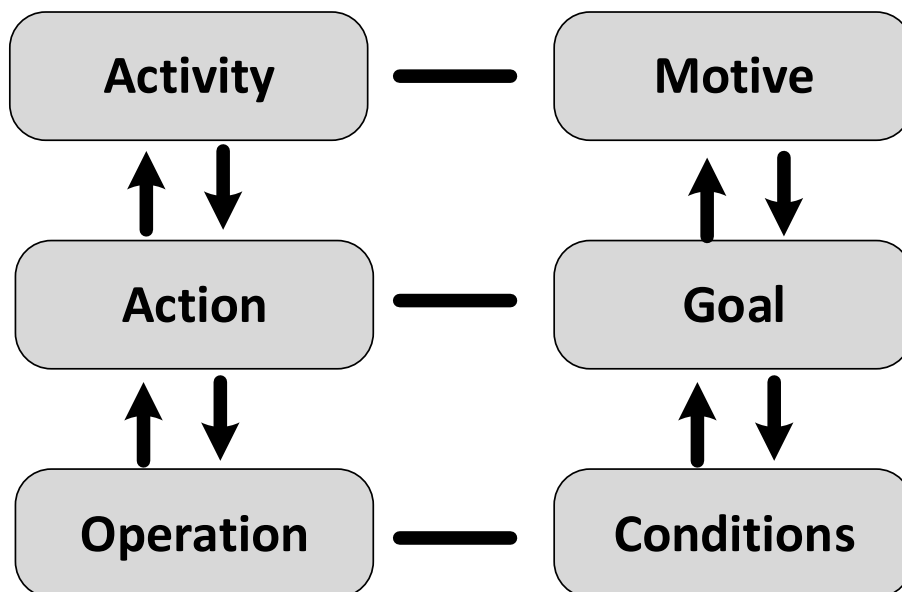 Activity
Motive
Action
Goal
Operation
Conditions